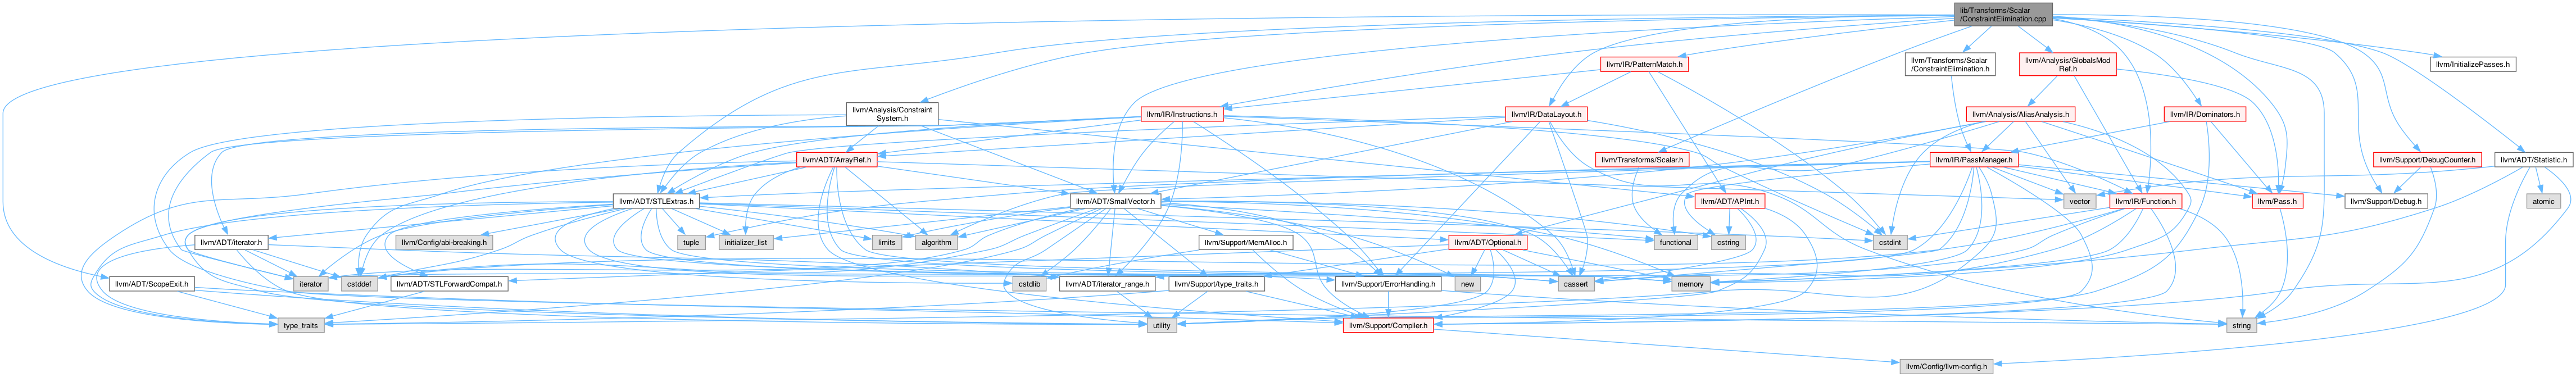 lib/Transforms/Scalar
/ConstraintElimination.cpp
llvm/IR/PatternMatch.h
llvm/Transforms/Scalar
/ConstraintElimination.h
llvm/Analysis/GlobalsMod
Ref.h
llvm/InitializePasses.h
llvm/Analysis/Constraint
System.h
llvm/IR/Instructions.h
llvm/IR/DataLayout.h
llvm/Analysis/AliasAnalysis.h
llvm/IR/Dominators.h
llvm/ADT/ArrayRef.h
llvm/Transforms/Scalar.h
llvm/IR/PassManager.h
llvm/Support/DebugCounter.h
llvm/ADT/Statistic.h
llvm/ADT/STLExtras.h
llvm/ADT/SmallVector.h
llvm/ADT/APInt.h
vector
llvm/IR/Function.h
llvm/Pass.h
llvm/Support/Debug.h
atomic
llvm/ADT/iterator.h
llvm/Config/abi-breaking.h
tuple
initializer_list
limits
algorithm
llvm/Support/MemAlloc.h
llvm/ADT/Optional.h
functional
cstring
cstdint
llvm/ADT/ScopeExit.h
iterator
cstddef
llvm/ADT/STLForwardCompat.h
cstdlib
llvm/ADT/iterator_range.h
llvm/Support/type_traits.h
llvm/Support/ErrorHandling.h
new
cassert
memory
type_traits
utility
llvm/Support/Compiler.h
string
llvm/Config/llvm-config.h